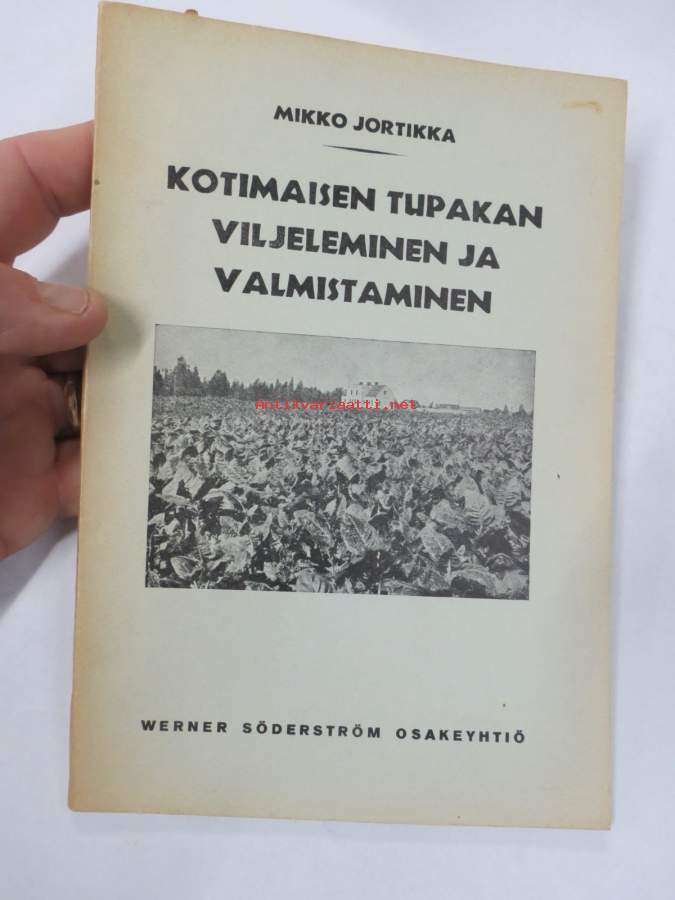 MIKKO JORTIKKA
KOTIMAISEN TUPAKAN
VILJELEMINEN JA
VALMISTAMINEN
Antikvariaatti.net
WERNER SÖDERSTRÖM OSAKEYHTIÖ